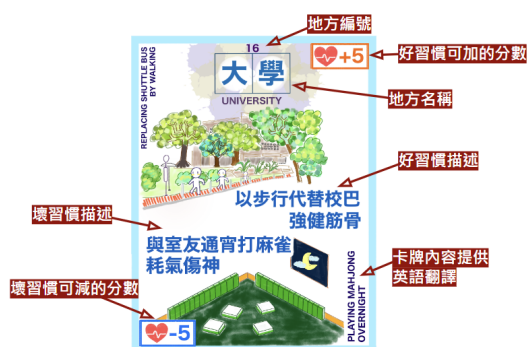 地方編號
16
+5
好習慣可加的分數
REPLACING SHUTTLE BUS
BY WALKING
大學
UNIVERSITY
地方名稱
好習慣描述
以步行代替校巴
強健筋骨
壞習慣描述
與室友通宵打麻雀
耗氣傷神
卡牌內容提供
英語翻譯
PLAYING MAHJONG
OVERNIGHT
壞習慣可減的分數
-5